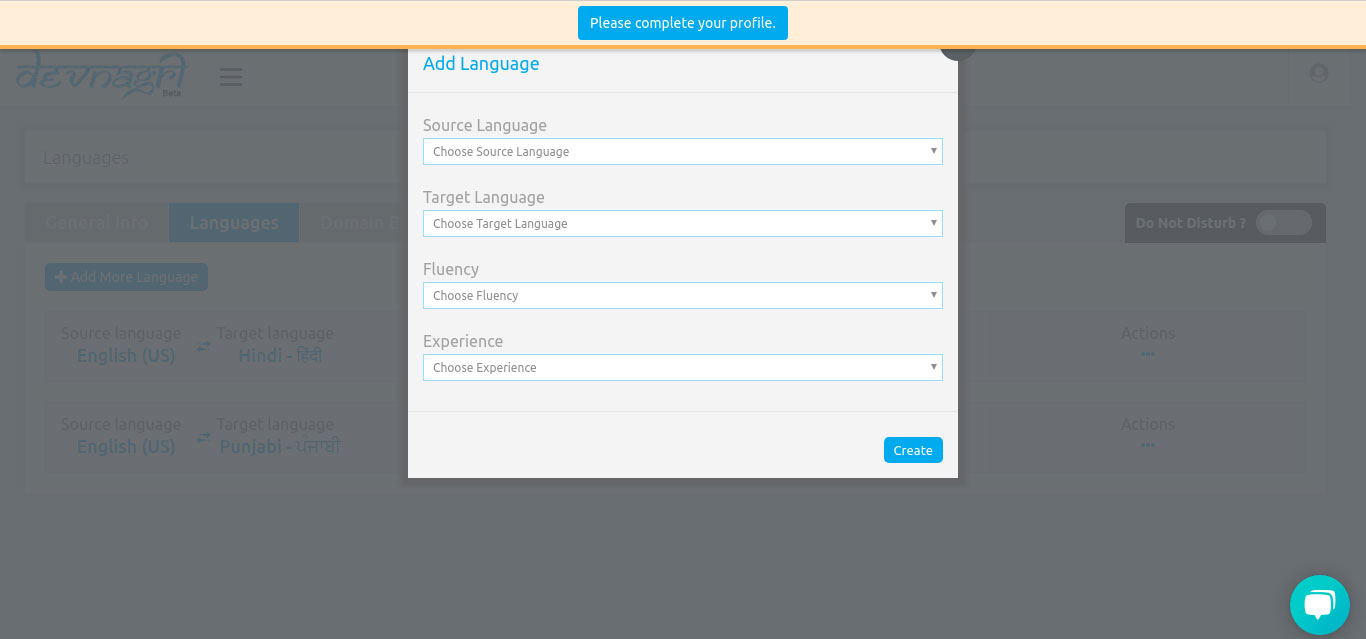 Please complete your profile.
devnagri
Beta
Add Language
Languages
General Info
Languages
Do Not Disturb ?
Add More Language
Source Language
Choose Source Language
Target Language
Choose Target Language
Fluency
Choose Fluency
Experience
Choose Experience
Create
Source language Target language Actions
English (US) Hindi - हिंदी
Source language Target language Actions
English (US) Punjabi - ਪੰਜਾਬੀ
Domain